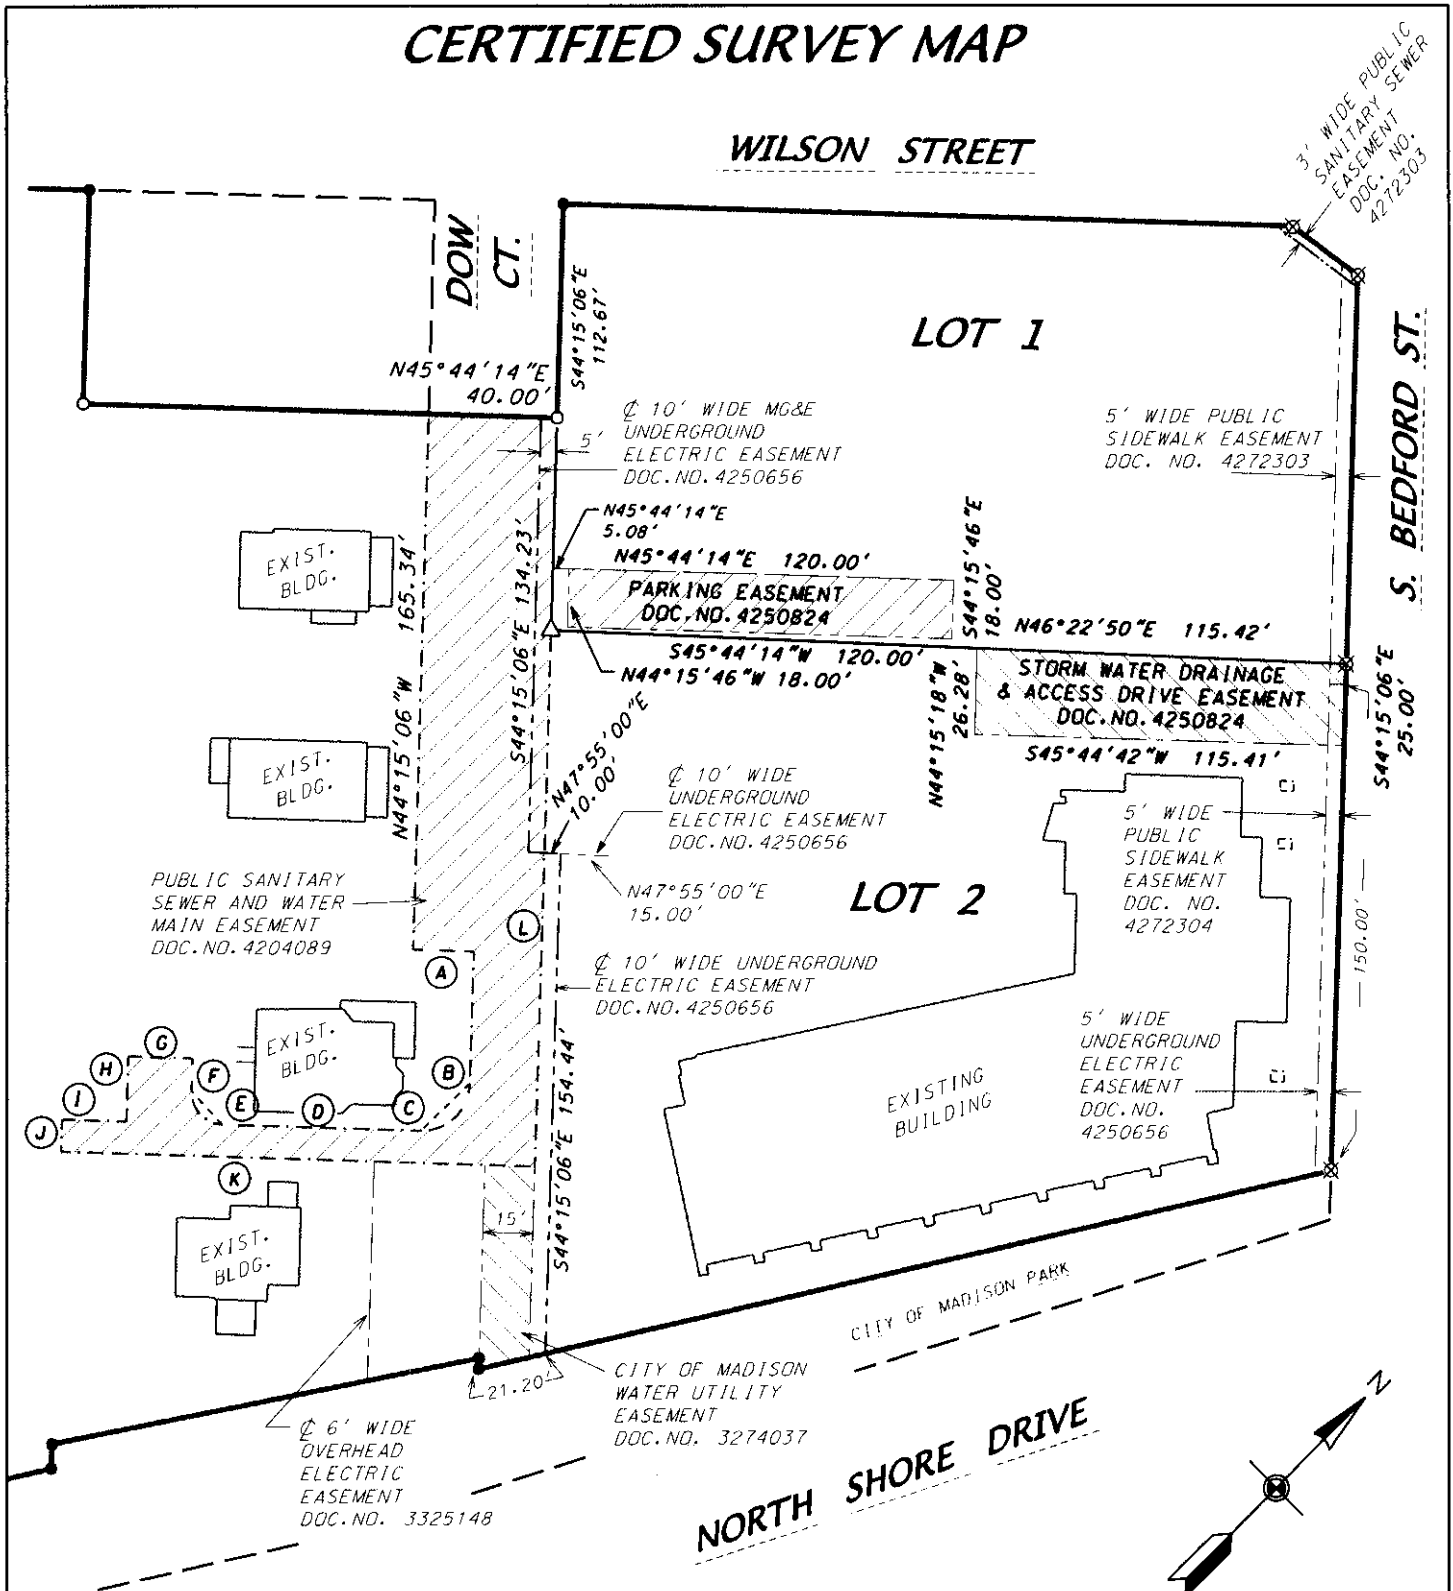 CERTIFIED SURVEY MAP
3' WIDE PUBLIC
SANITARY SEWER
EASEMENT
DOC. NO.
4272303
WILSON STREET
DOW
CT.
S44°15'06"E
112.67'
LOT 1
S. BEDFORD ST.
N45°44'14"E
40.00'
₵ 10' WIDE MG&E
UNDERGROUND
ELECTRIC EASEMENT
DOC.NO.4250656
5'
5' WIDE PUBLIC
SIDEWALK EASEMENT
DOC. NO. 4272303
N45°44'14"E
5.08'
N45°44'14"E 120.00'
S44°15'46"E
18.00'
EXIST.
BLDG.
N44°15'06"W 165.34'
S44°15'06"E 134.23'
PARKING EASEMENT
DOC.NO.4250824
N46°22'50"E 115.42'
S45°44'14"W 120.00'
N44°15'46"W 18.00'
N44°15'18"W
26.28'
STORM WATER DRAINAGE
& ACCESS DRIVE EASEMENT
DOC.NO.4250824
S44°15'06"E
25.00'
S45°44'42"W 115.41'
N47°55'00"E
10.00'
EXIST.
BLDG.
₵ 10' WIDE
UNDERGROUND
ELECTRIC EASEMENT
DOC.NO.4250656
5' WIDE
PUBLIC
SIDEWALK
EASEMENT
DOC. NO.
4272304
PUBLIC SANITARY
SEWER AND WATER
MAIN EASEMENT
DOC.NO.4204089
N47°55'00"E
15.00'
LOT 2
150.00'
L
A
₵ 10' WIDE UNDERGROUND
ELECTRIC EASEMENT
DOC.NO.4250656
5' WIDE
UNDERGROUND
ELECTRIC
EASEMENT
DOC.NO.
4250656
EXIST.
BLDG.
G
H
F
B
I
E
D
C
J
K
S44°15'06"E 154.44'
EXISTING
BUILDING
EXIST.
BLDG.
15'
CITY OF MADISON PARK
21.20'
CITY OF MADISON
WATER UTILITY
EASEMENT
DOC.NO. 3274037
₵ 6' WIDE
OVERHEAD
ELECTRIC
EASEMENT
DOC.NO. 3325148
NORTH SHORE DRIVE
N